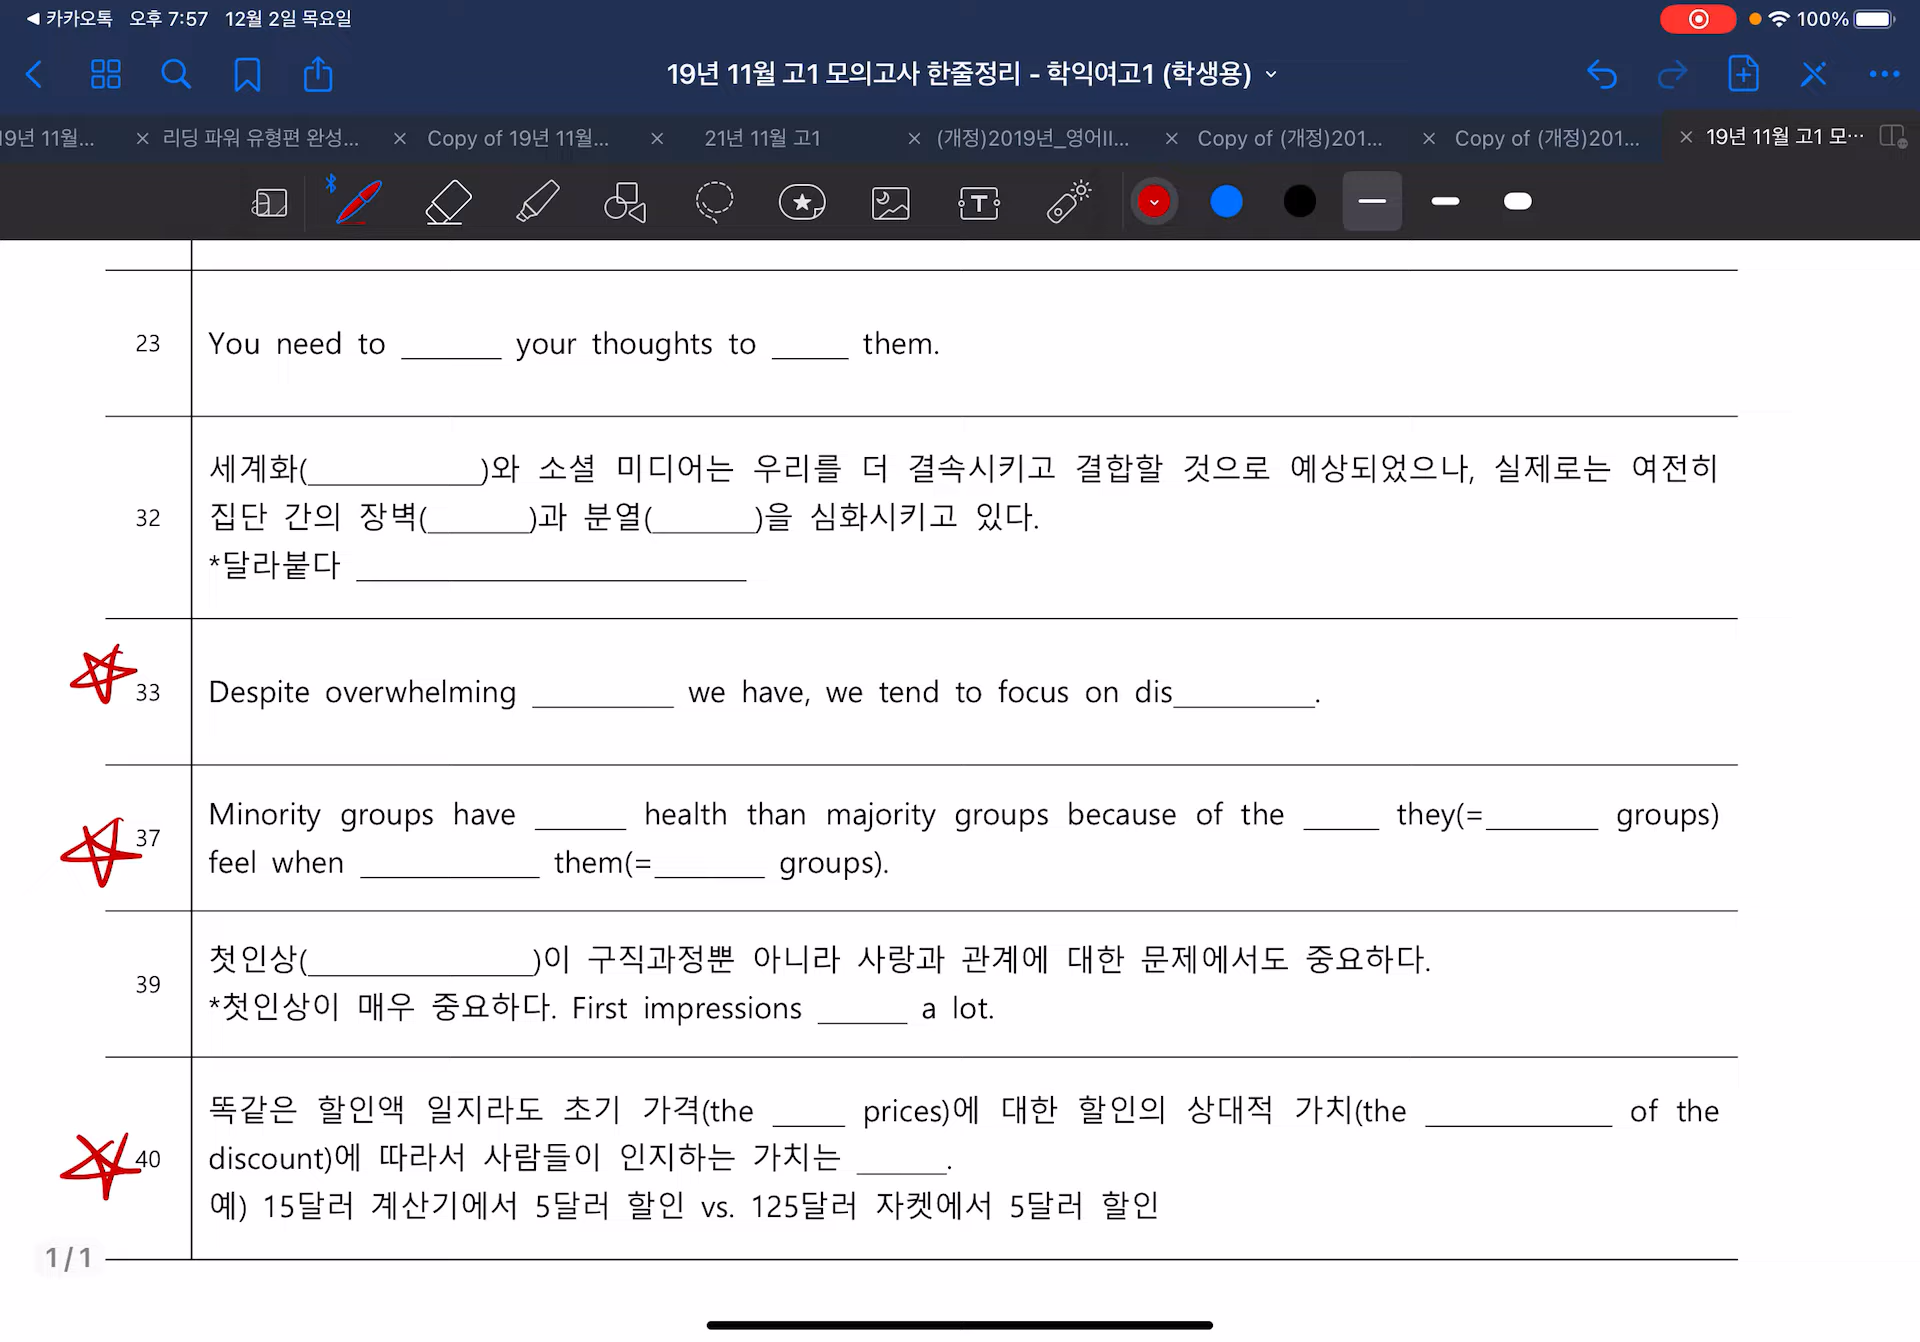 ◀ 카카오톡 오후 7:57 12월 2일 목요일 100%
19년 11월 고1 모의고사 한줄정리 - 학익여고1 (학생용)
19년 11월... × 리딩 파워 유형편 완성... × Copy of 19년 11월... × 21년 11월 고1 × (개정)2019년_영어II... × Copy of (개정)201... × Copy of (개정)201... × 19년 11월 고1 모...
23 You need to ______ your thoughts to _____ them.
세계화(___________)와 소셜 미디어는 우리를 더 결속시키고 결합할 것으로 예상되었으나, 실제로는 여전히
32 집단 간의 장벽(_______)과 분열(_______)을 심화시키고 있다.
*달라붙다 __________________________
33 Despite overwhelming _________ we have, we tend to focus on dis_________.
Minority groups have ______ health than majority groups because of the _____ they(=_______ groups)
37
feel when ___________ them(=_______ groups).
첫인상(______________)이 구직과정뿐 아니라 사랑과 관계에 대한 문제에서도 중요하다.
39
*첫인상이 매우 중요하다. First impressions ______ a lot.
똑같은 할인액 일지라도 초기 가격(the _____ prices)에 대한 할인의 상대적 가치(the ____________ of the
40 discount)에 따라서 사람들이 인지하는 가치는 ______.
예) 15달러 계산기에서 5달러 할인 vs. 125달러 자켓에서 5달러 할인
1/1